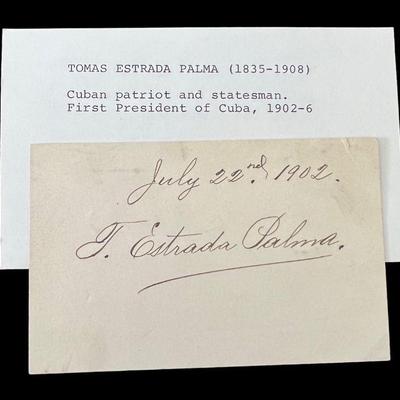 TOMAS ESTRADA PALMA (1835-1908)
Cuban patriot and statesman.
First President of Cuba, 1902-6
July 22nd. 1902.
T. Estrada Palma.